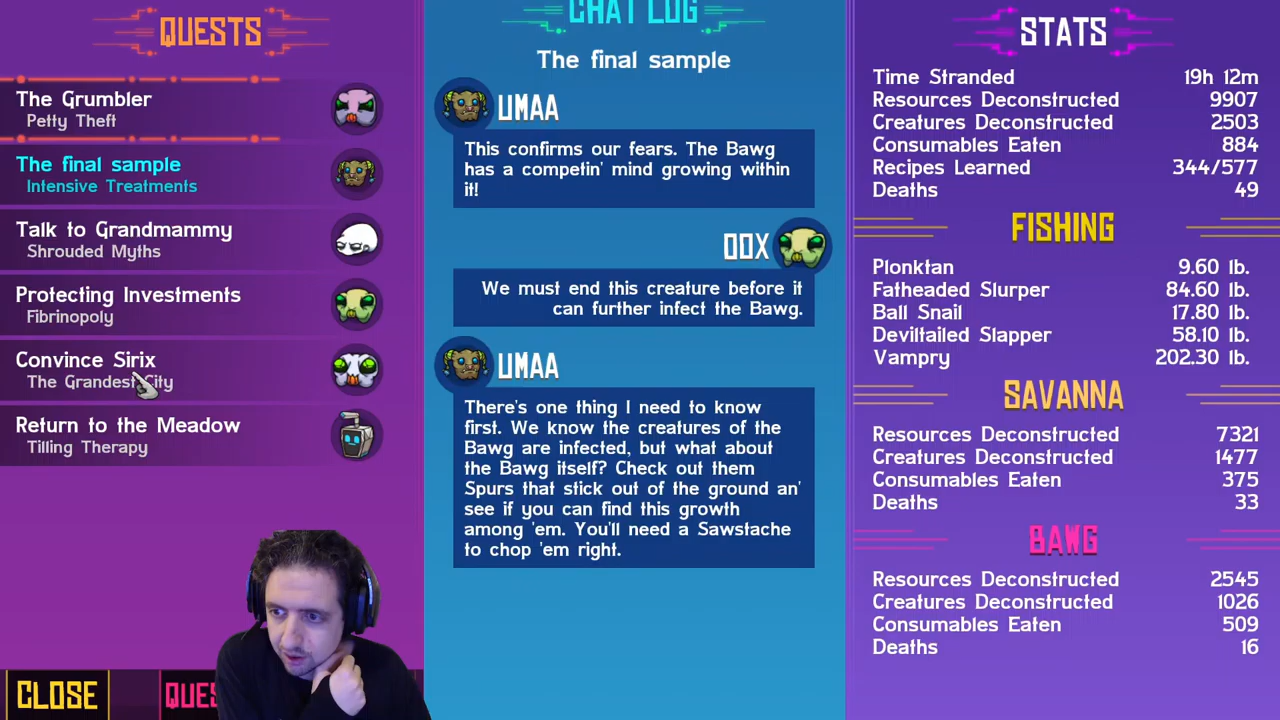 QUESTS
The Grumbler
Petty Theft
The final sample
Intensive Treatments
Talk to Grandmammy
Shrouded Myths
Protecting Investments
Fibrinopoly
Convince Sirix
The Grandest City
Return to the Meadow
Tilling Therapy
CLOSE
QUES
CHAT LOG
The final sample
UMAA
This confirms our fears. The Bawg
has a competin' mind growing within
it!
OOX
We must end this creature before it
can further infect the Bawg.
UMAA
There's one thing I need to know
first. We know the creatures of the
Bawg are infected, but what about
the Bawg itself? Check out them
Spurs that stick out of the ground an'
see if you can find this growth
among 'em. You'll need a Sawstache
to chop 'em right.
STATS
Time Stranded 19h 12m
Resources Deconstructed 9907
Creatures Deconstructed 2503
Consumables Eaten 884
Recipes Learned 344/577
Deaths 49
FISHING
Plonktan 9.60 lb.
Fatheaded Slurper 84.60 lb.
Ball Snail 17.80 lb.
Deviltailed Slapper 58.10 lb.
Vampry 202.30 lb.
SAVANNA
Resources Deconstructed 7321
Creatures Deconstructed 1477
Consumables Eaten 375
Deaths 33
BAWG
Resources Deconstructed 2545
Creatures Deconstructed 1026
Consumables Eaten 509
Deaths 16